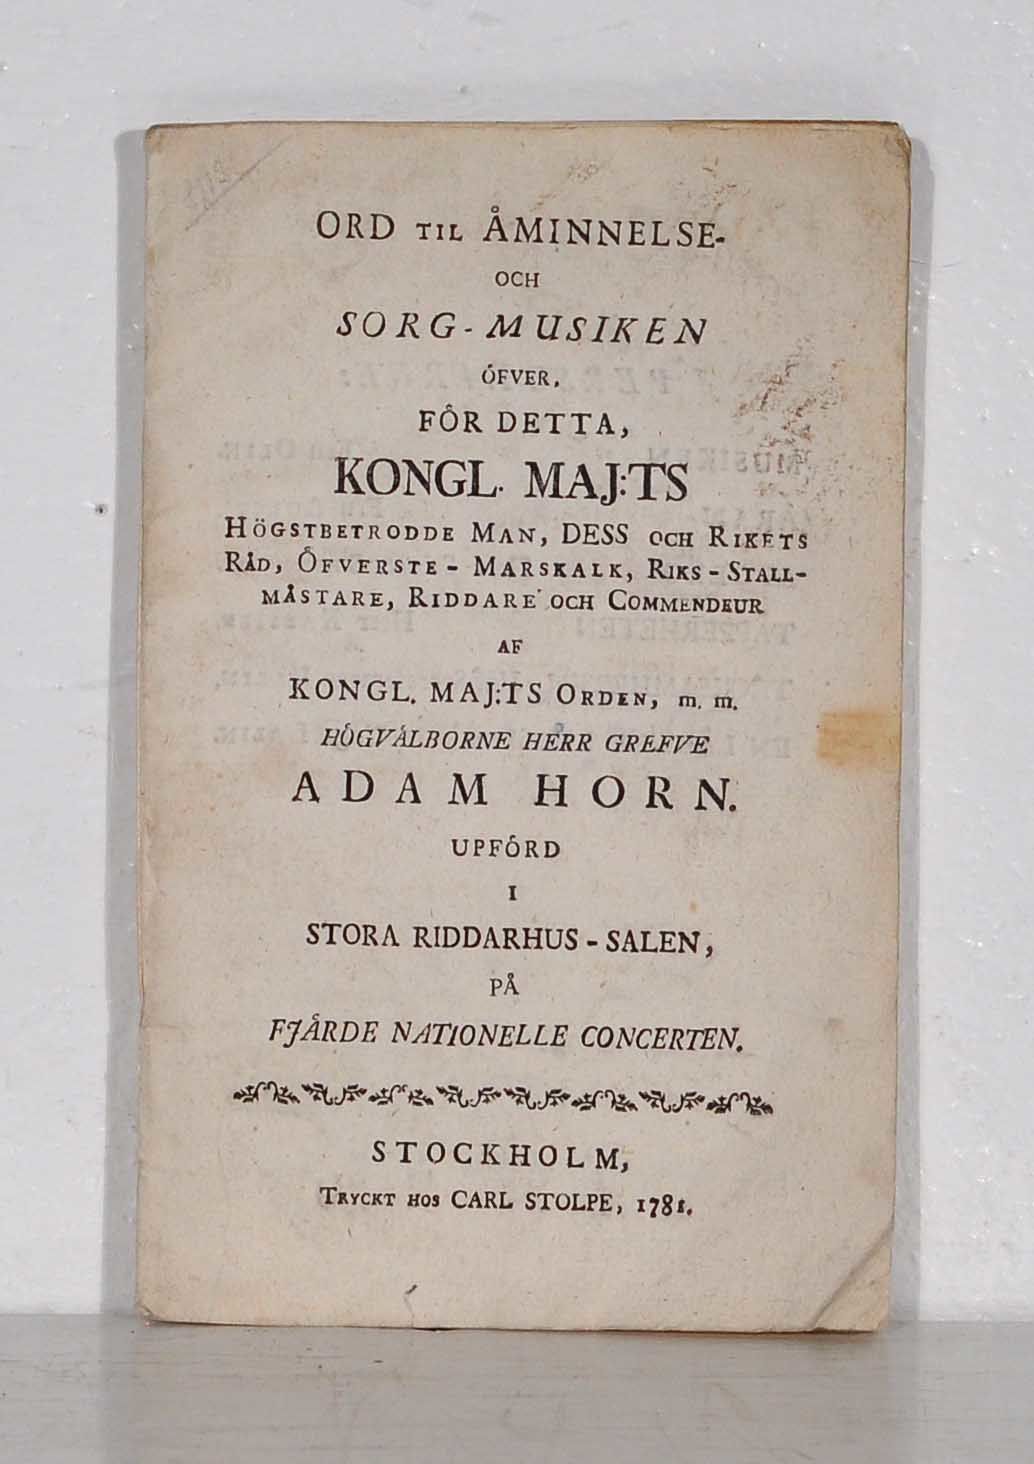 ORD TIL ÅMINNELSE-
OCH
SORG-MUSIKEN
ÖFVER,
FÖR DETTA,
KONGL. MAJ:TS
HÖGSTBETRODDE MAN, DESS OCH RIKETS
RÅD, ÖFVERSTE-MARSKALK, RIKS-STALL-
MÅSTARE, RIDDARE OCH COMMENDEUR
AF
KONGL. MAJ:TS ORDEN, m. m.
HÖGVÅLBORNE HERR GREFVE
ADAM HORN.
UPFÖRD
I
STORA RIDDARHUS-SALEN,
PÅ
FJÅRDE NATIONELLE CONCERTEN.
STOCKHOLM,
TRYCKT HOS CARL STOLPE, 1781.